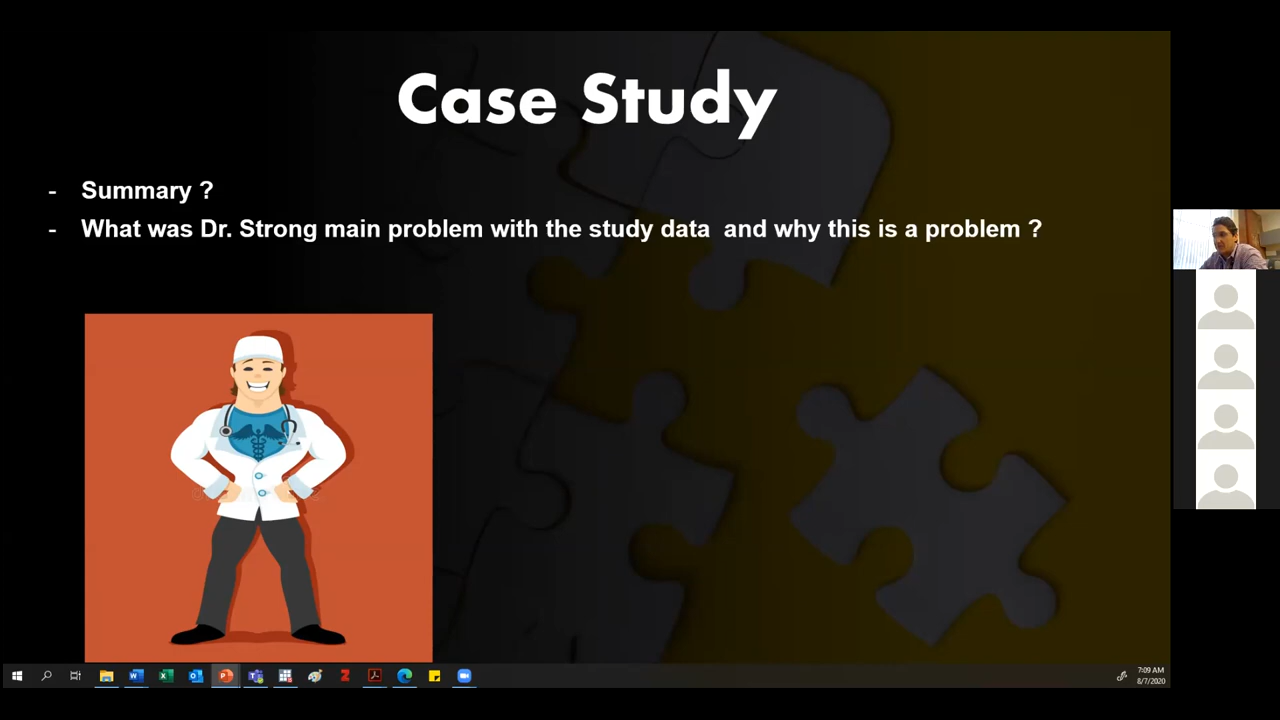 Case Study
- Summary ?
- What was Dr. Strong main problem with the study data and why this is a problem ?
7:09 AM
8/7/2020